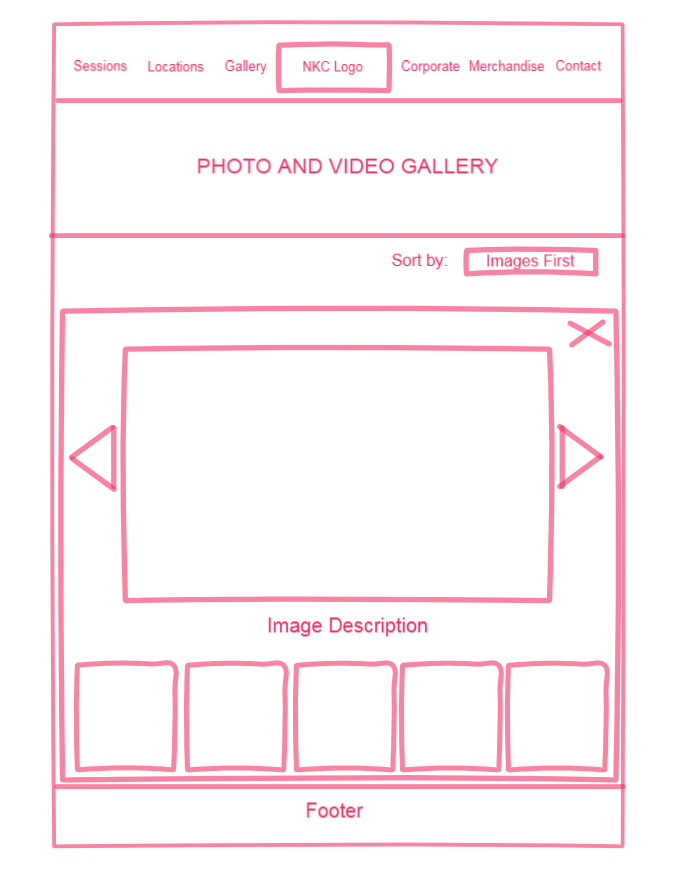 Sessions Locations Gallery NKC Logo Corporate Merchandise Contact
PHOTO AND VIDEO GALLERY
Sort by: Images First
Image Description
Footer